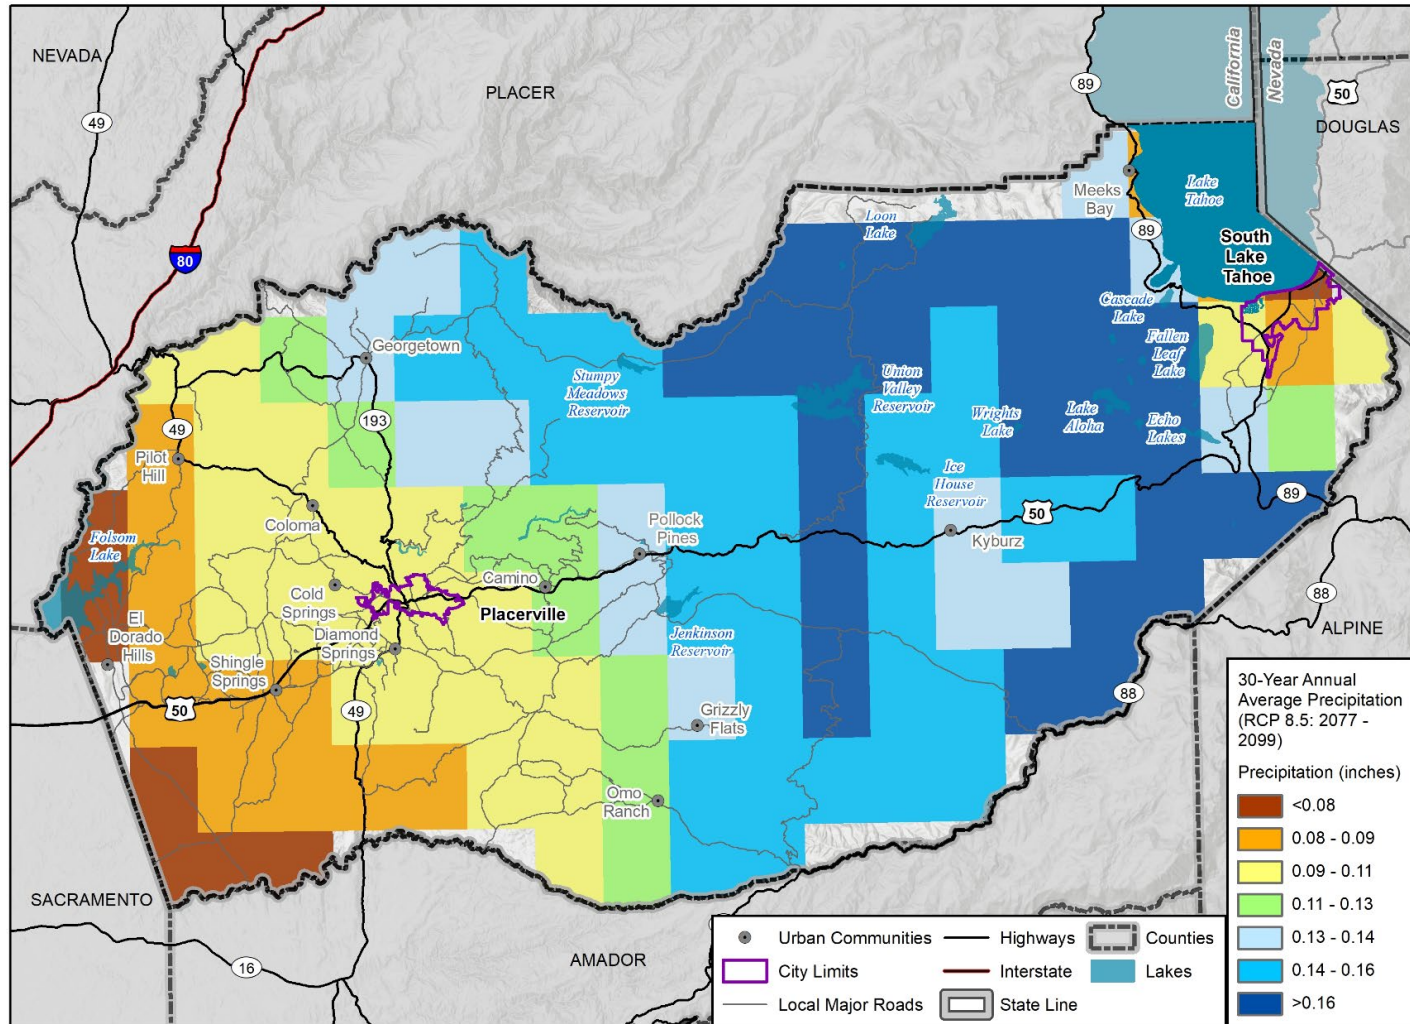 NEVADA
PLACER
DOUGLAS
California
Nevada
49
80
89
50
Meeks
Bay
Lake
Tahoe
Loon
Lake
89
South
Lake
Tahoe
Cascade
Lake
Fallen
Leaf
Lake
Georgetown
Stumpy
Meadows
Reservoir
Union
Valley
Reservoir
Wrights
Lake
Lake
Aloha
Echo
Lakes
49
193
Pilot
Hill
Coloma
Ice
House
Reservoir
50
89
Folsom
Lake
Pollock
Pines
Kyburz
Cold
Springs
Camino
Placerville
El
Dorado
Hills
Diamond
Springs
Jenkinson
Reservoir
88
ALPINE
Shingle
Springs
50
49
Grizzly
Flats
88
Omo
Ranch
SACRAMENTO
AMADOR
16
30-Year Annual
Average Precipitation
(RCP 8.5: 2077 -
2099)
Precipitation (inches)
<0.08
0.08 - 0.09
0.09 - 0.11
0.11 - 0.13
0.13 - 0.14
0.14 - 0.16
>0.16
Urban Communities
Highways
Counties
City Limits
Interstate
Lakes
Local Major Roads
State Line